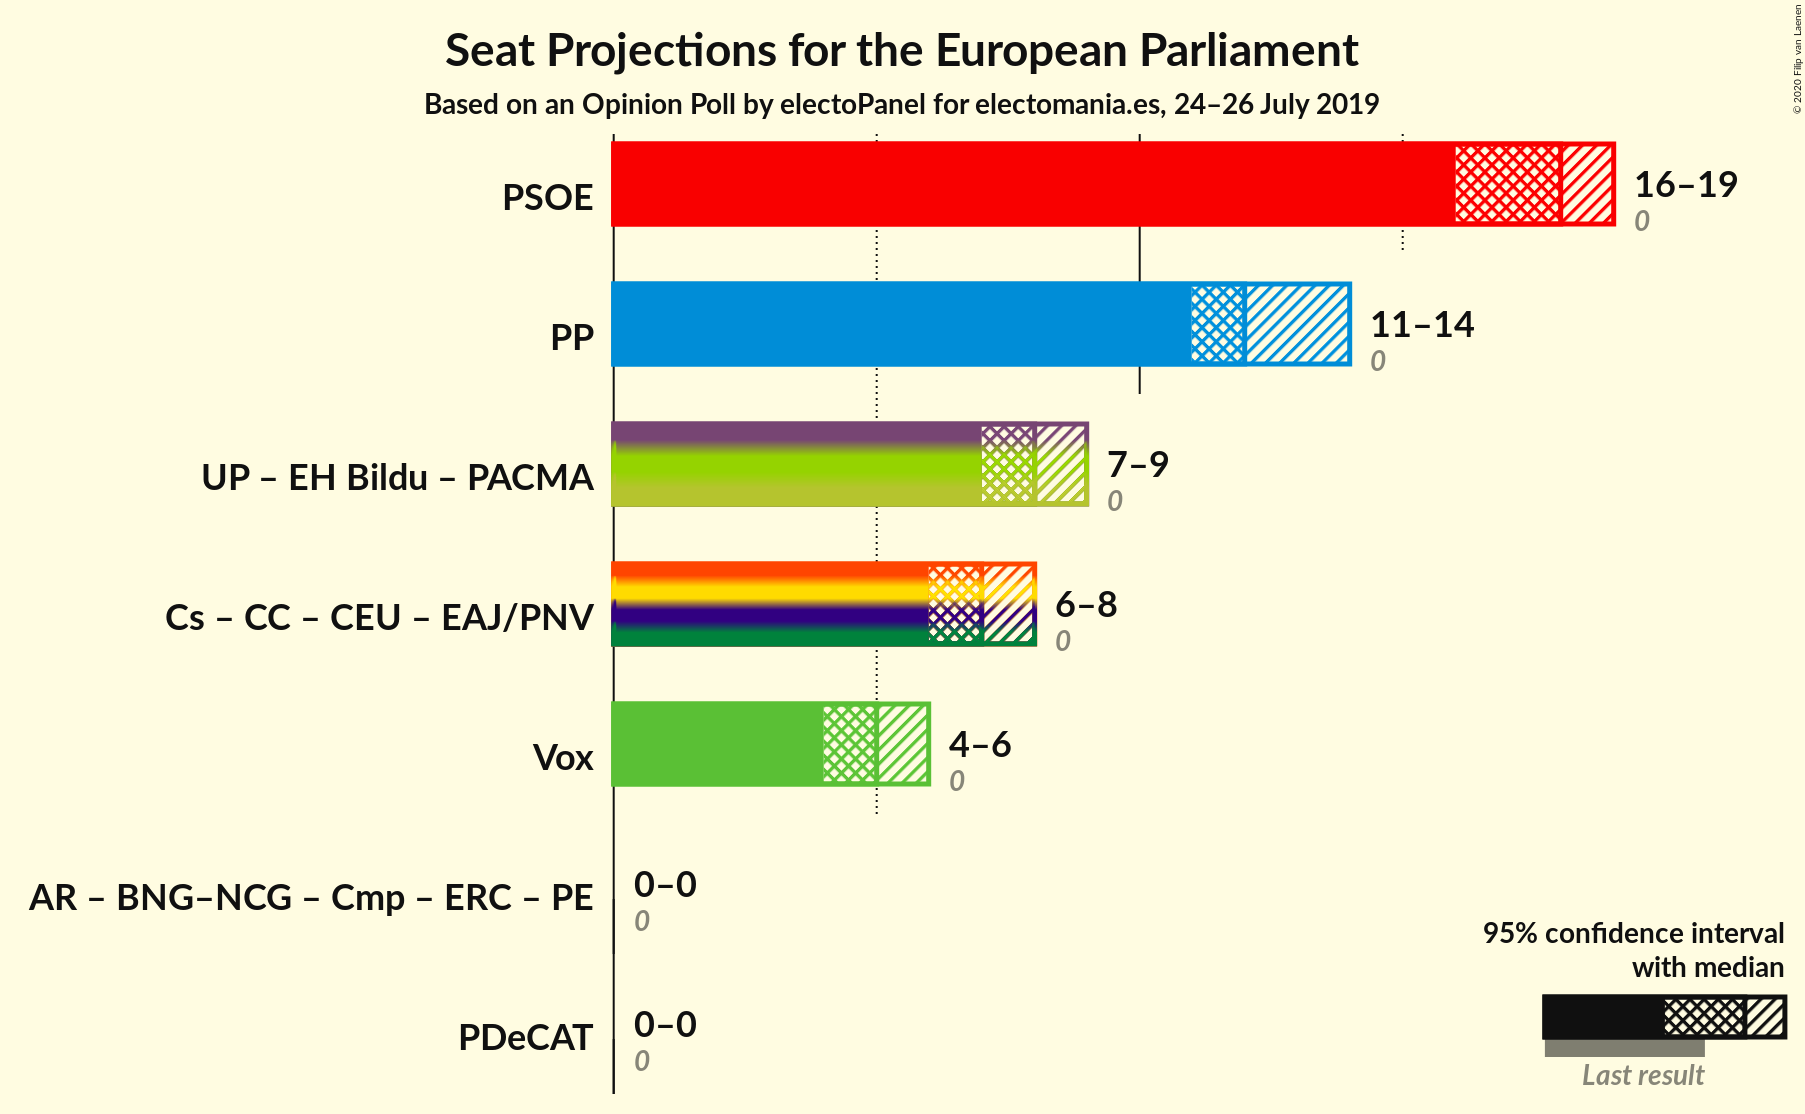 Seat Projections for the European Parliament
Based on an Opinion Poll by electoPanel for electomania.es, 24–26 July 2019
© 2020 Filip van Laenen
PSOE
16–19
0
PP
11–14
0
UP – EH Bildu – PACMA
7–9
0
Cs – CC – CEU – EAJ/PNV
6–8
0
Vox
4–6
0
AR – BNG–NCG – Cmp – ERC – PE
0–0
0
PDeCAT
0–0
0
95% confidence interval
with median
Last result